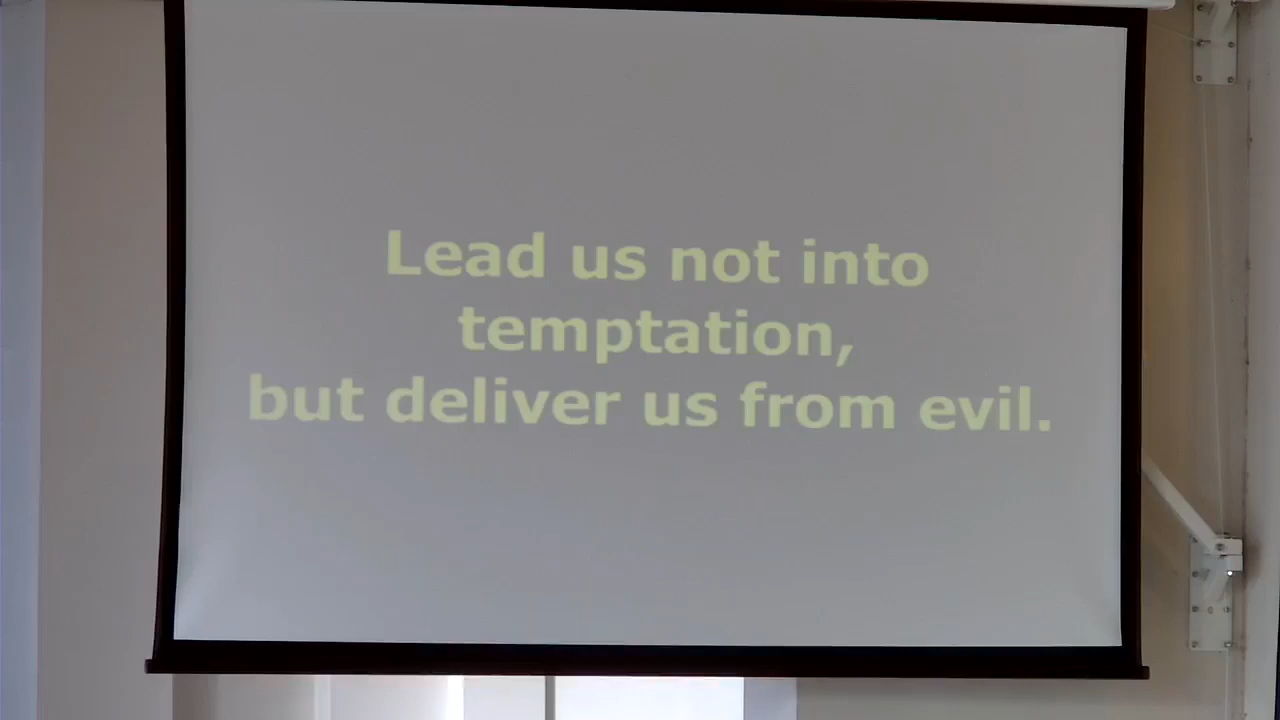 Lead us not into
temptation,
but deliver us from evil.